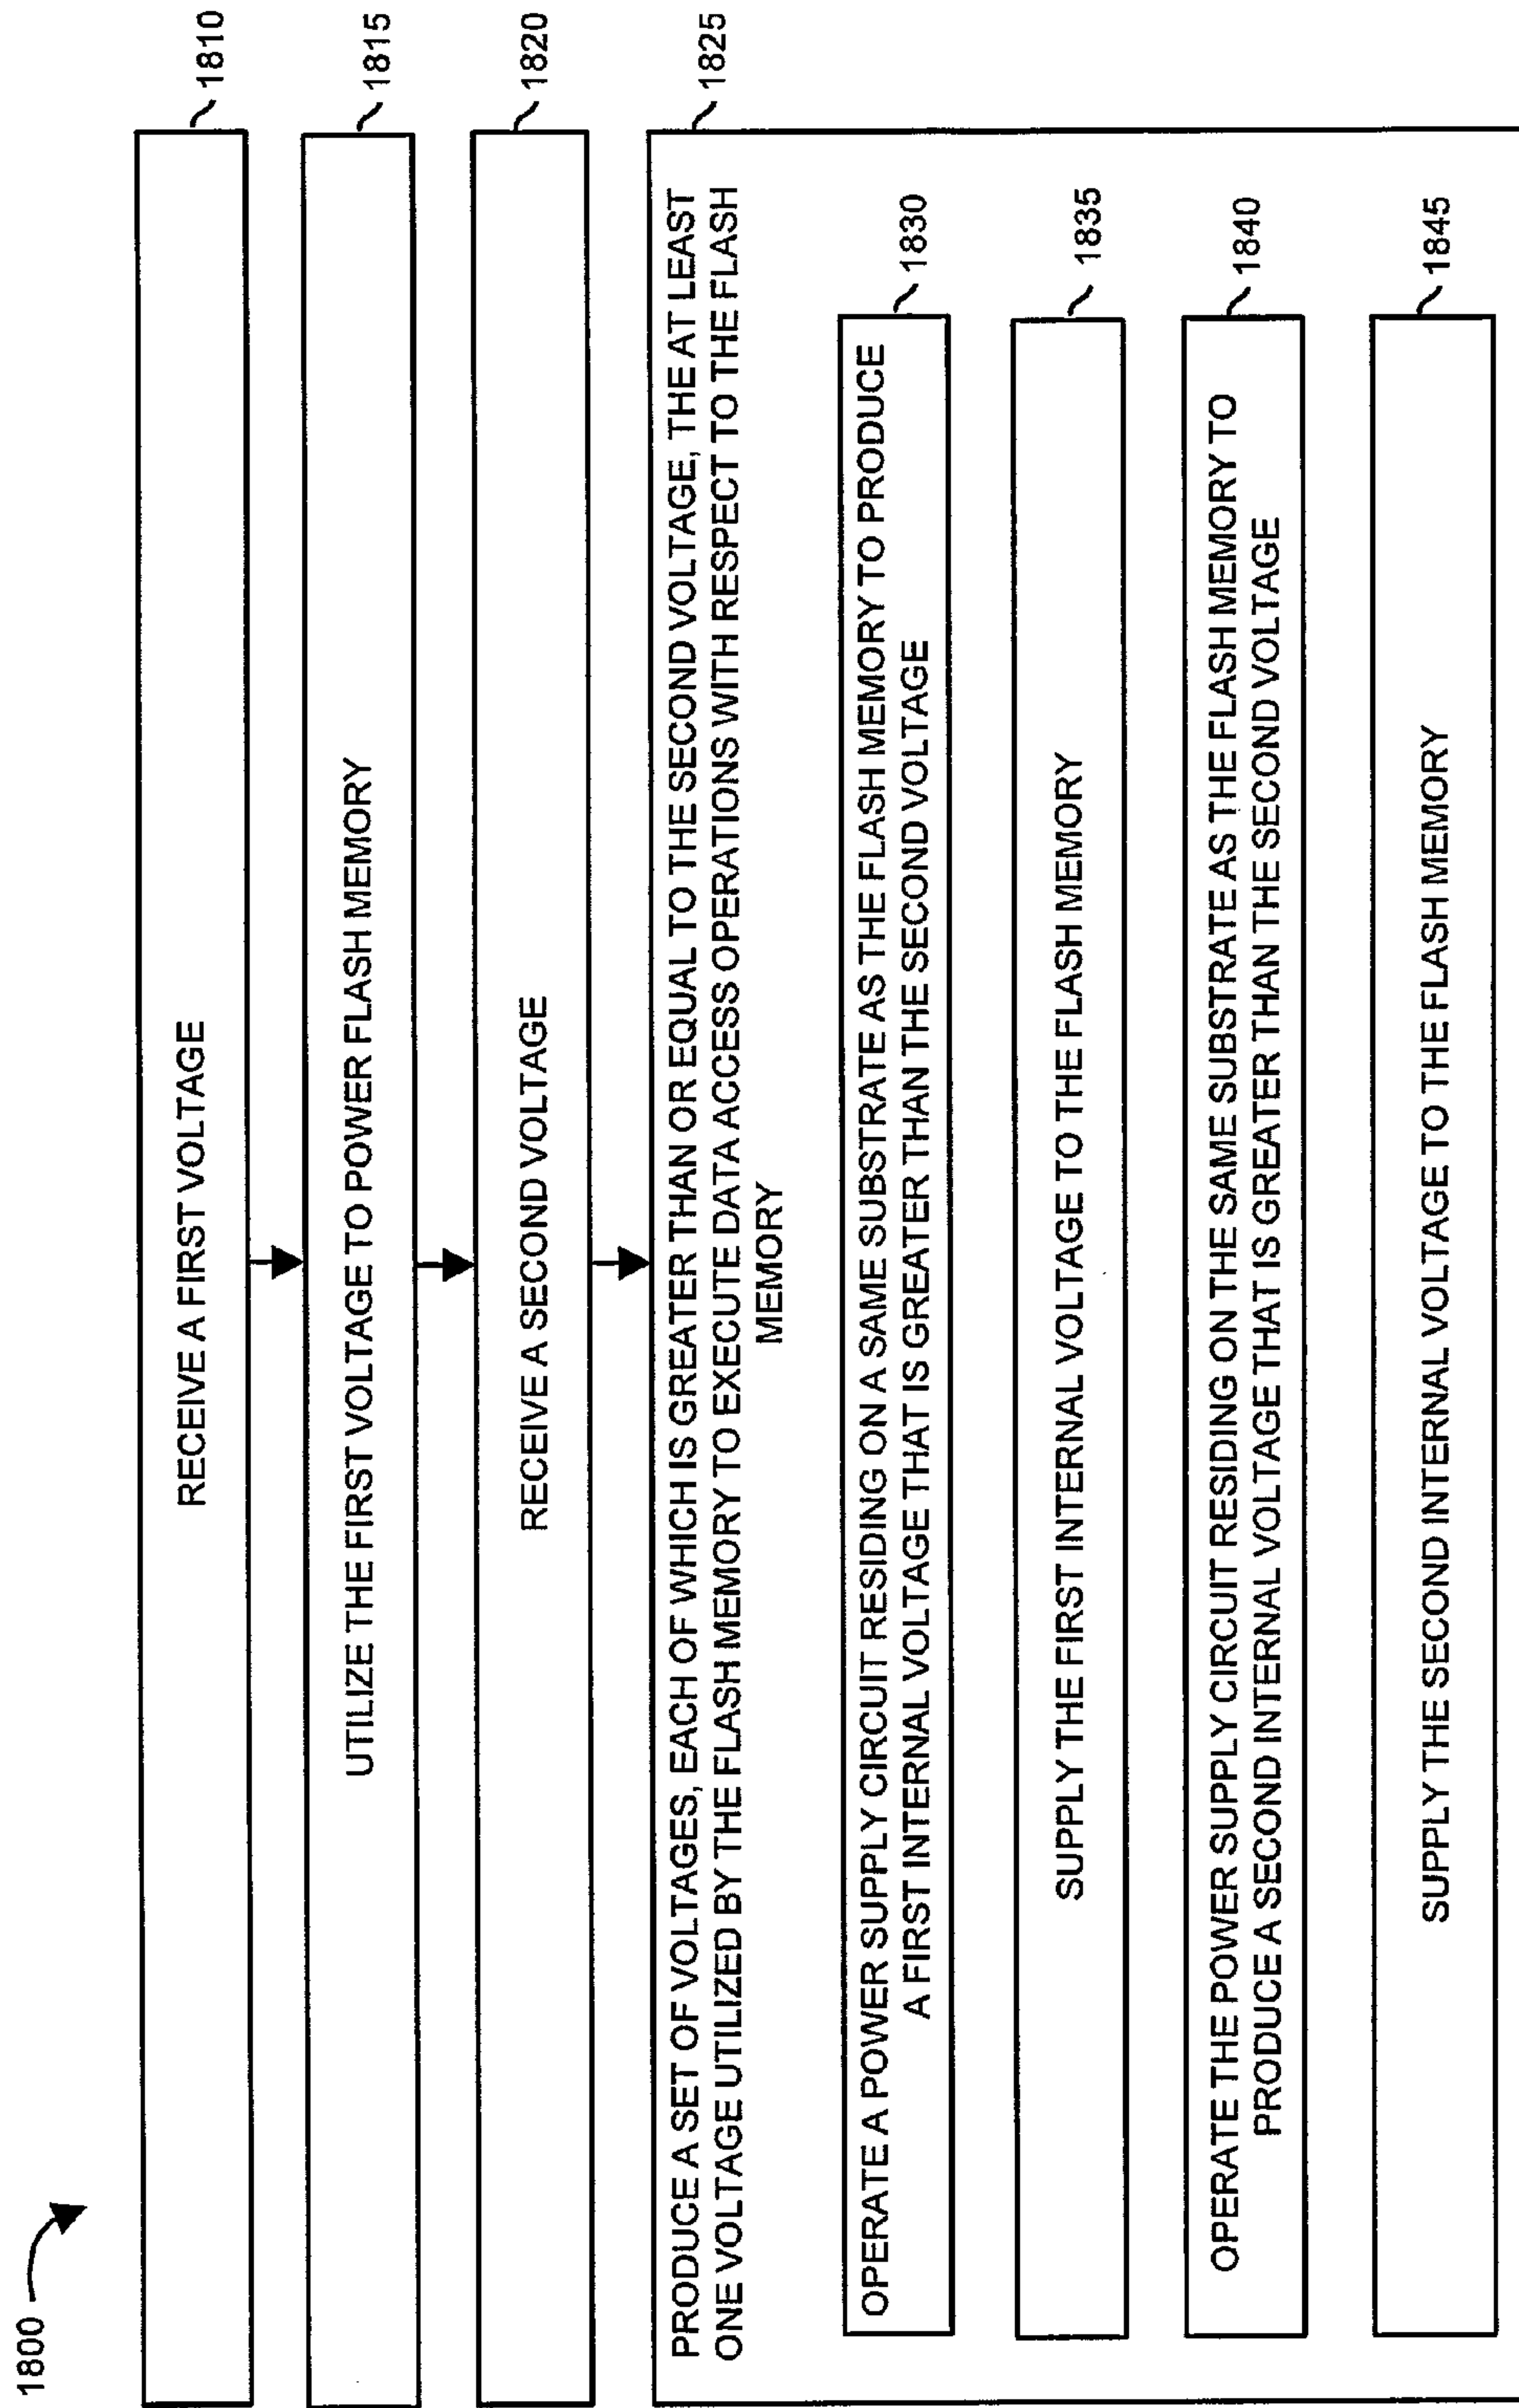 1800
RECEIVE A FIRST VOLTAGE
1810
UTILIZE THE FIRST VOLTAGE TO POWER FLASH MEMORY
1815
RECEIVE A SECOND VOLTAGE
1820
1825
PRODUCE A SET OF VOLTAGES, EACH OF WHICH IS GREATER THAN OR EQUAL TO THE SECOND VOLTAGE, THE AT LEAST
ONE VOLTAGE UTILIZED BY THE FLASH MEMORY TO EXECUTE DATA ACCESS OPERATIONS WITH RESPECT TO THE FLASH
MEMORY
OPERATE A POWER SUPPLY CIRCUIT RESIDING ON A SAME SUBSTRATE AS THE FLASH MEMORY TO PRODUCE
A FIRST INTERNAL VOLTAGE THAT IS GREATER THAN THE SECOND VOLTAGE
1830
SUPPLY THE FIRST INTERNAL VOLTAGE TO THE FLASH MEMORY
1835
OPERATE THE POWER SUPPLY CIRCUIT RESIDING ON THE SAME SUBSTRATE AS THE FLASH MEMORY TO
PRODUCE A SECOND INTERNAL VOLTAGE THAT IS GREATER THAN THE SECOND VOLTAGE
1840
SUPPLY THE SECOND INTERNAL VOLTAGE TO THE FLASH MEMORY
1845